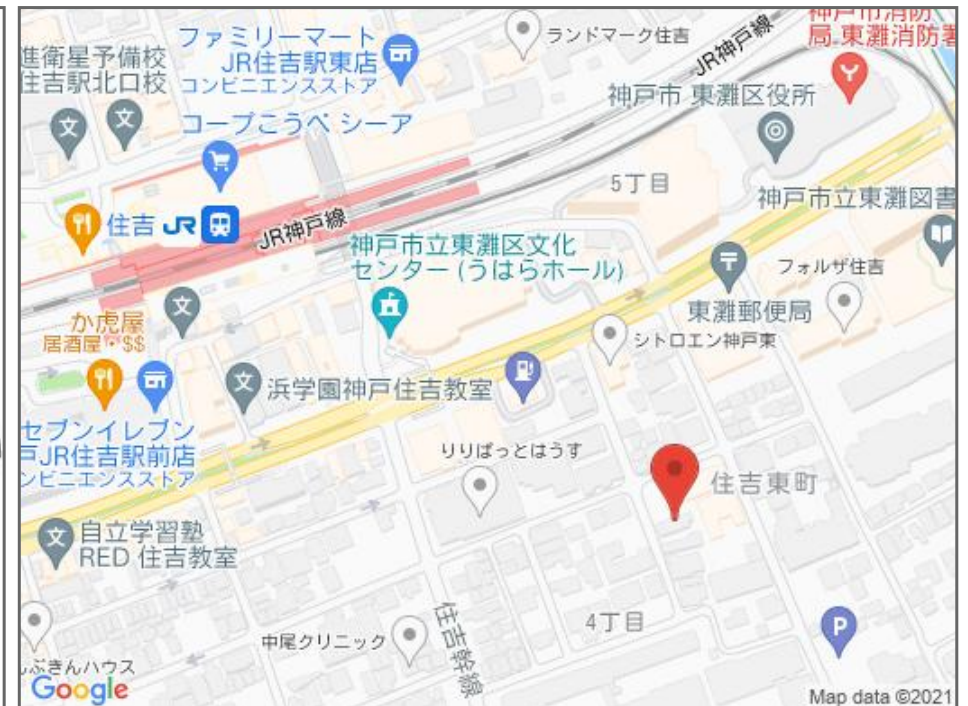 神戸市消防
局 東灘消防署
ファミリーマート
JR住吉駅東店
コンビニエンスストア
ランドマーク住吉
JR神戸線
進衛星予備校
住吉駅北口校
神戸市 東灘区役所
コープこうべ シーア
5丁目
神戸市立東灘図書
住吉 JR
JR神戸線
神戸市立東灘区文化
センター (うはらホール)
フォルザ住吉
東灘郵便局
か虎屋
居酒屋・$$
シトロエン神戸東
浜学園神戸住吉教室
セブンイレブン
戸JR住吉駅前店
ンビニエンスストア
りりぱっとはうす
住吉東町
自立学習塾
RED 住吉教室
4丁目
中尾クリニック
住吉幹線
P
んぶきんハウス
Google
Map data ©2021